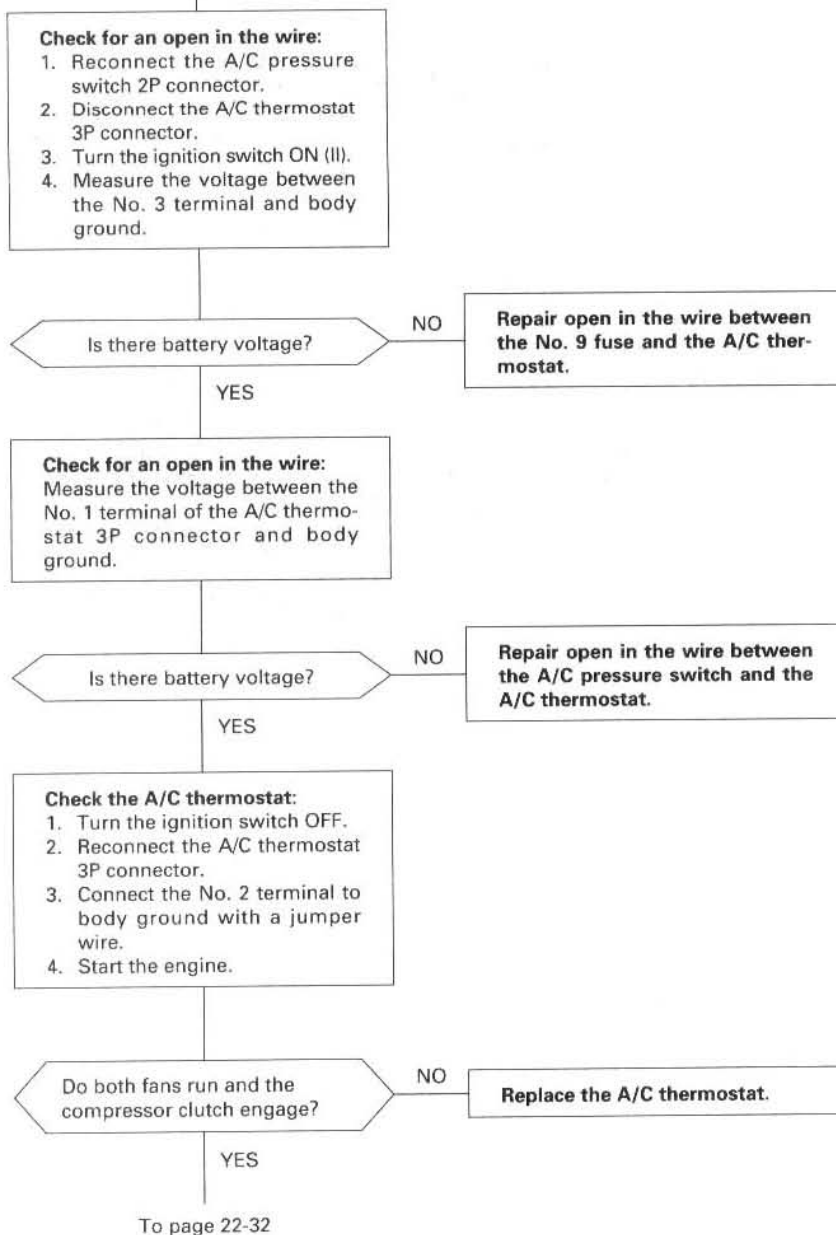 Check for an open in the wire:
1. Reconnect the A/C pressure
switch 2P connector.
2. Disconnect the A/C thermostat
3P connector.
3. Turn the ignition switch ON (II).
4. Measure the voltage between
the No. 3 terminal and body
ground.
Is there battery voltage?
NO
Repair open in the wire between
the No. 9 fuse and the A/C ther-
mostat.
YES
Check for an open in the wire:
Measure the voltage between the
No. 1 terminal of the A/C thermo-
stat 3P connector and body
ground.
Is there battery voltage?
NO
Repair open in the wire between
the A/C pressure switch and the
A/C thermostat.
YES
Check the A/C thermostat:
1. Turn the ignition switch OFF.
2. Reconnect the A/C thermostat
3P connector.
3. Connect the No. 2 terminal to
body ground with a jumper
wire.
4. Start the engine.
Do both fans run and the
compressor clutch engage?
NO
Replace the A/C thermostat.
YES
To page 22-32